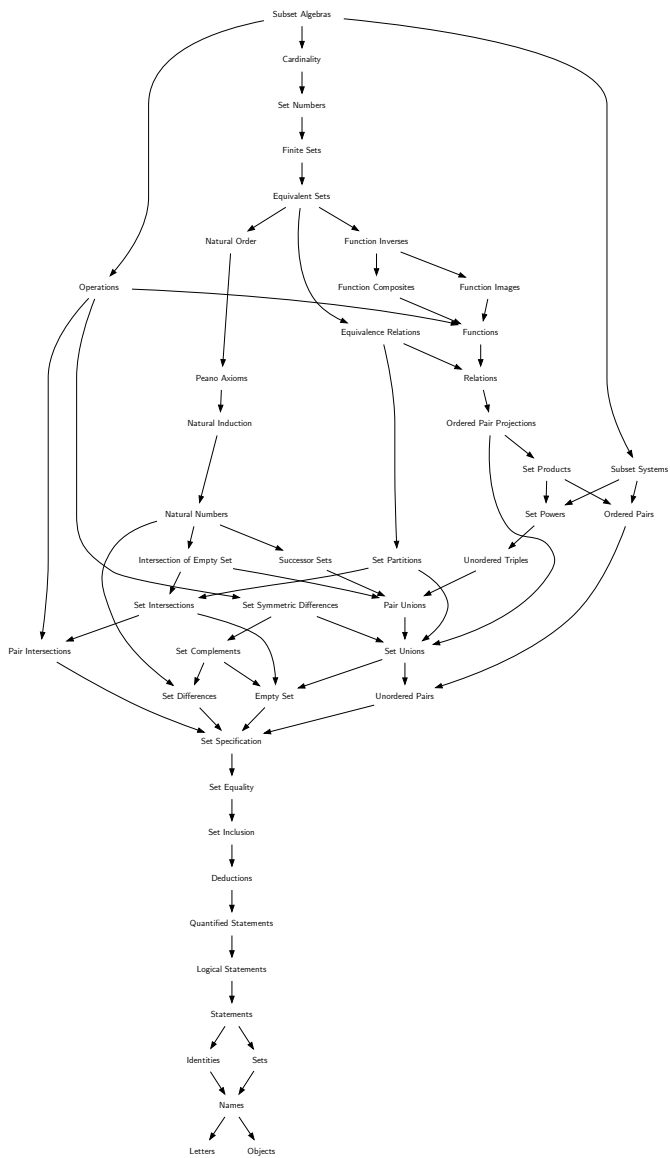 Subset Algebras
Cardinality
Set Numbers
Finite Sets
Equivalent Sets
Natural Order
Function Inverses
Operations
Function Composites
Function Images
Equivalence Relations
Functions
Peano Axioms
Relations
Natural Induction
Ordered Pair Projections
Set Products
Subset Systems
Natural Numbers
Set Powers
Ordered Pairs
Intersection of Empty Set
Successor Sets
Set Partitions
Unordered Triples
Set Intersections
Set Symmetric Differences
Pair Unions
Pair Intersections
Set Complements
Set Unions
Set Differences
Empty Set
Unordered Pairs
Set Specification
Set Equality
Set Inclusion
Deductions
Quantified Statements
Logical Statements
Statements
Identities
Sets
Names
Letters
Objects